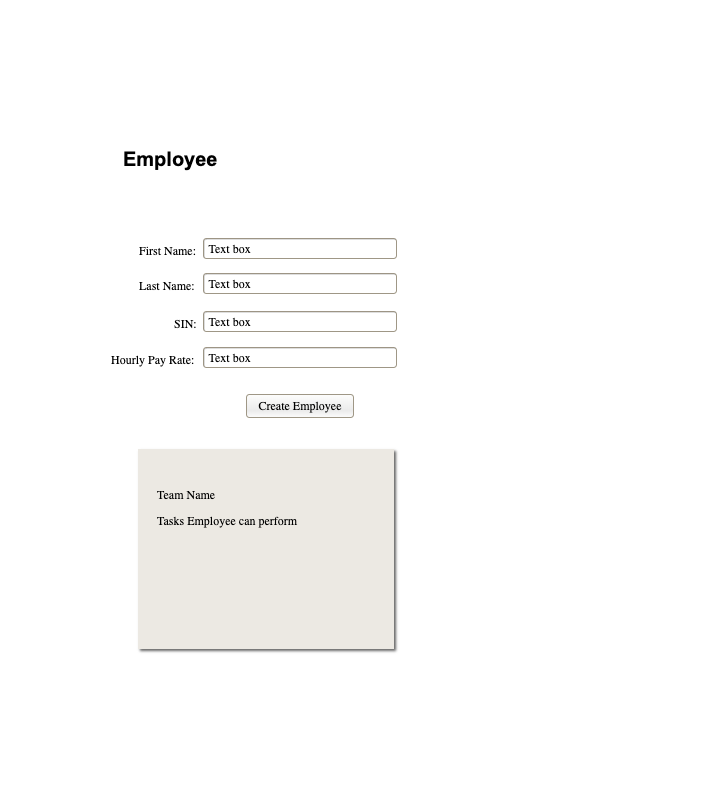 Employee
First Name: Text box
Last Name: Text box
SIN: Text box
Hourly Pay Rate: Text box
Create Employee
Team Name
Tasks Employee can perform